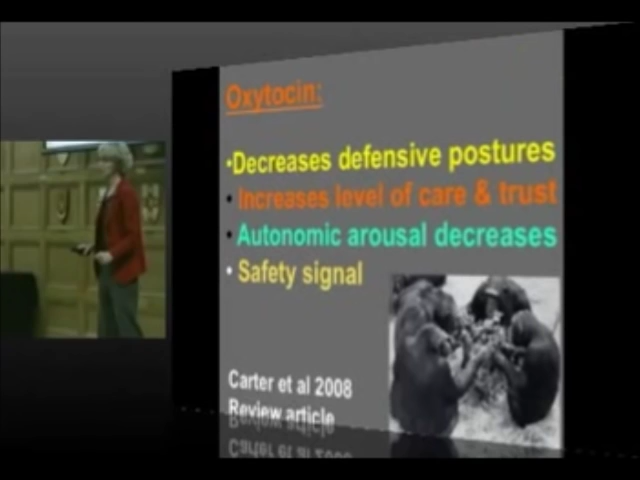 Oxytocin:
•Decreases defensive postures
• Increases level of care & trust
• Autonomic arousal decreases
• Safety signal
Carter et al 2008
Review article